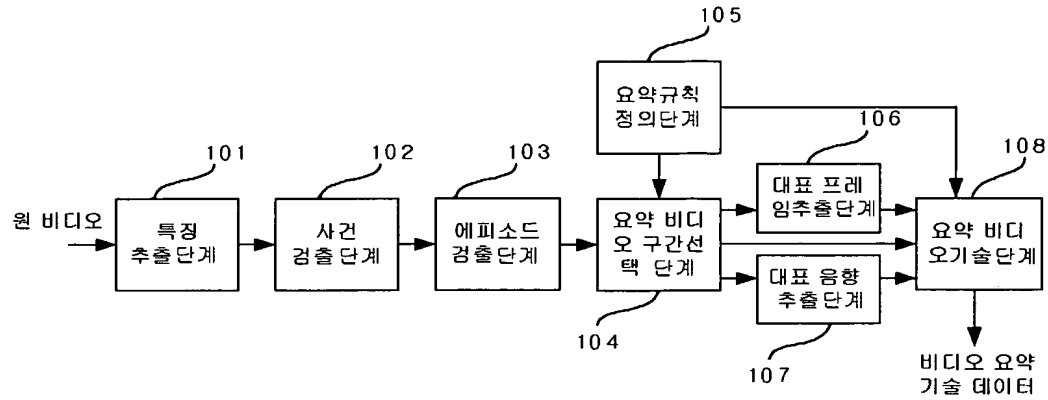 105
요약규칙
정의단계
106
108
101
102
103
원 비디오
특징
추출단계
사건
검출단계
에피소드
검출단계
요약 비디
오 구간선
택 단계
대표 프레
임추출단계
요약 비디
오기술단계
대표 음향
추출단계
104
107
비디오 요약
기술 데이터